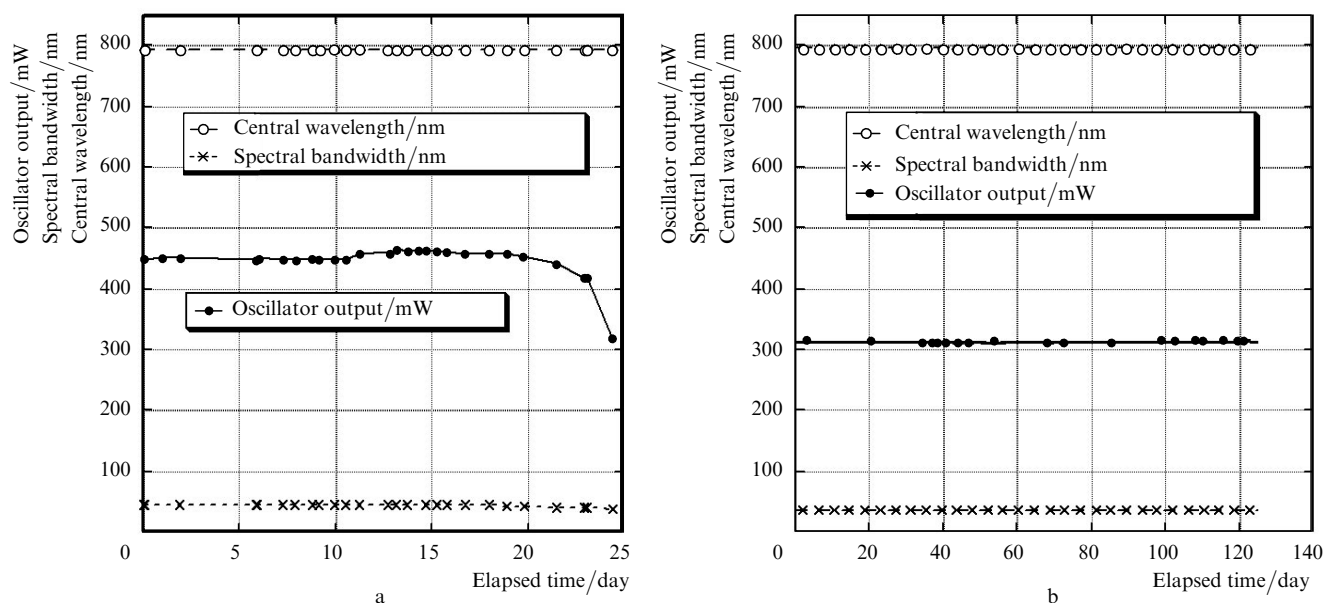 Oscillator output/mW
Spectral bandwidth/nm
Central wavelength/nm
800
700
600
500
400
300
200
100
0
5
10
15
20
25
Central wavelength/nm
Spectral bandwidth/nm
Oscillator output/mW
Elapsed time/day
a
Oscillator output/mW
Spectral bandwidth/nm
Central wavelength/nm
800
700
600
500
400
300
200
100
0
20
40
60
80
100
120
140
Central wavelength/nm
Spectral bandwidth/nm
Oscillator output/mW
Elapsed time/day
b